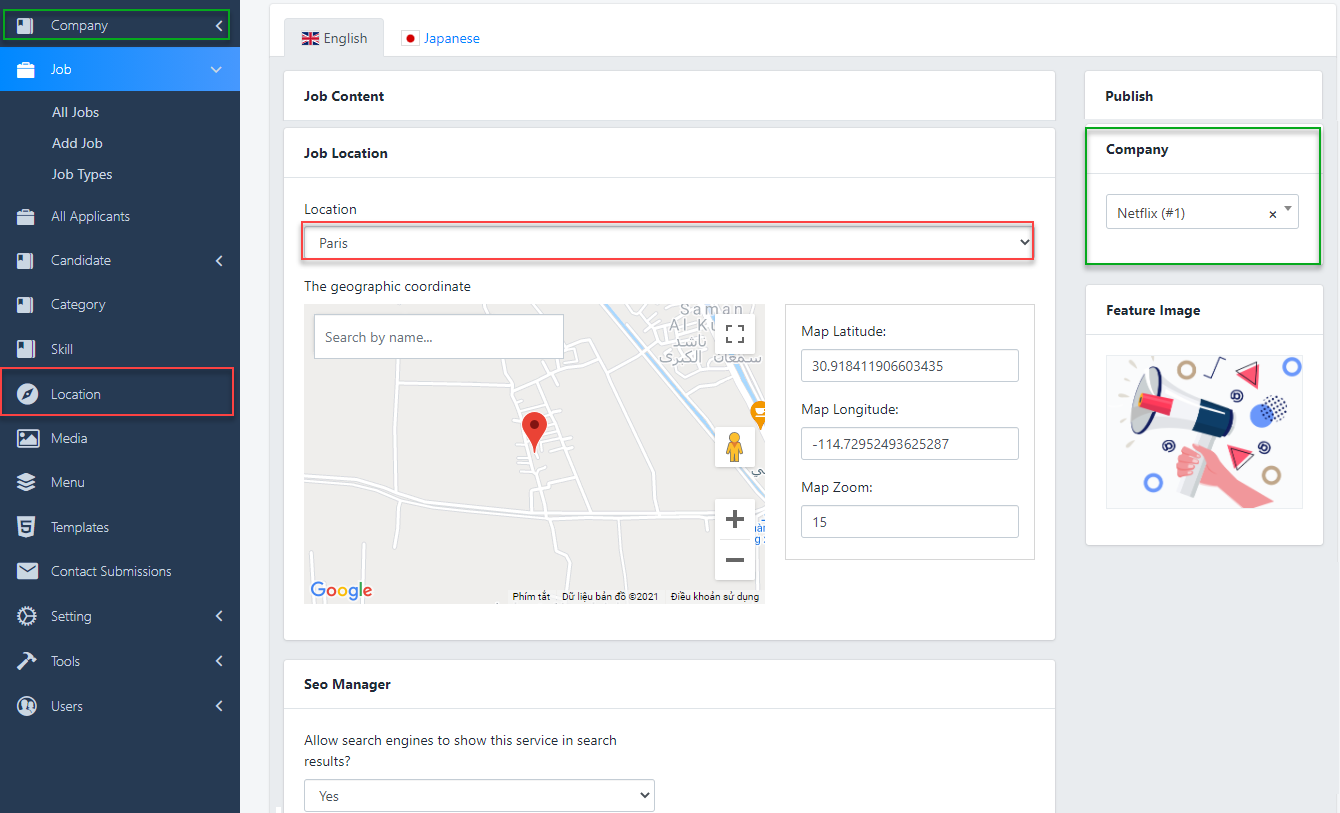 Company
Job
All Jobs
Add Job
Job Types
All Applicants
Candidate
Category
Skill
Location
Media
Menu
Templates
Contact Submissions
Setting
Tools
Users
English
Japanese
Job Content
Job Location
Location
Paris
The geographic coordinate
Search by name...
Saman
Al Ku
ناشد
سمعان الكبرى
Google
Phím tắt
Dữ liệu bản đồ ©2021
Điều khoản sử dụng
Map Latitude:
30.918411906603435
Map Longitude:
-114.72952493625287
Map Zoom:
15
Seo Manager
Allow search engines to show this service in search
results?
Yes
Publish
Company
Netflix (#1)
×
Feature Image